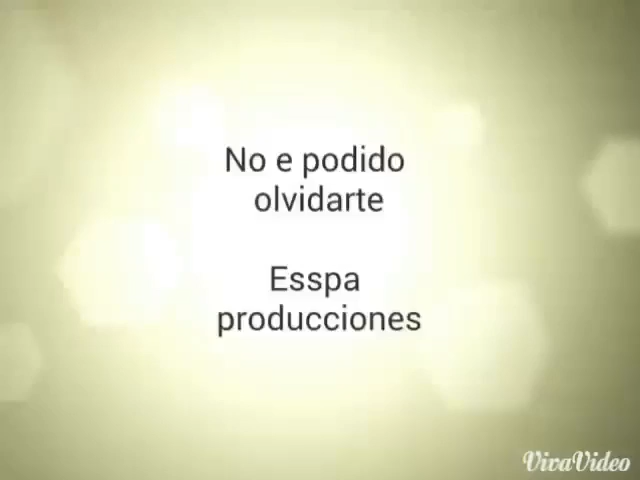 No e podido
olvidarte
Esspa
producciones
VivaVideo